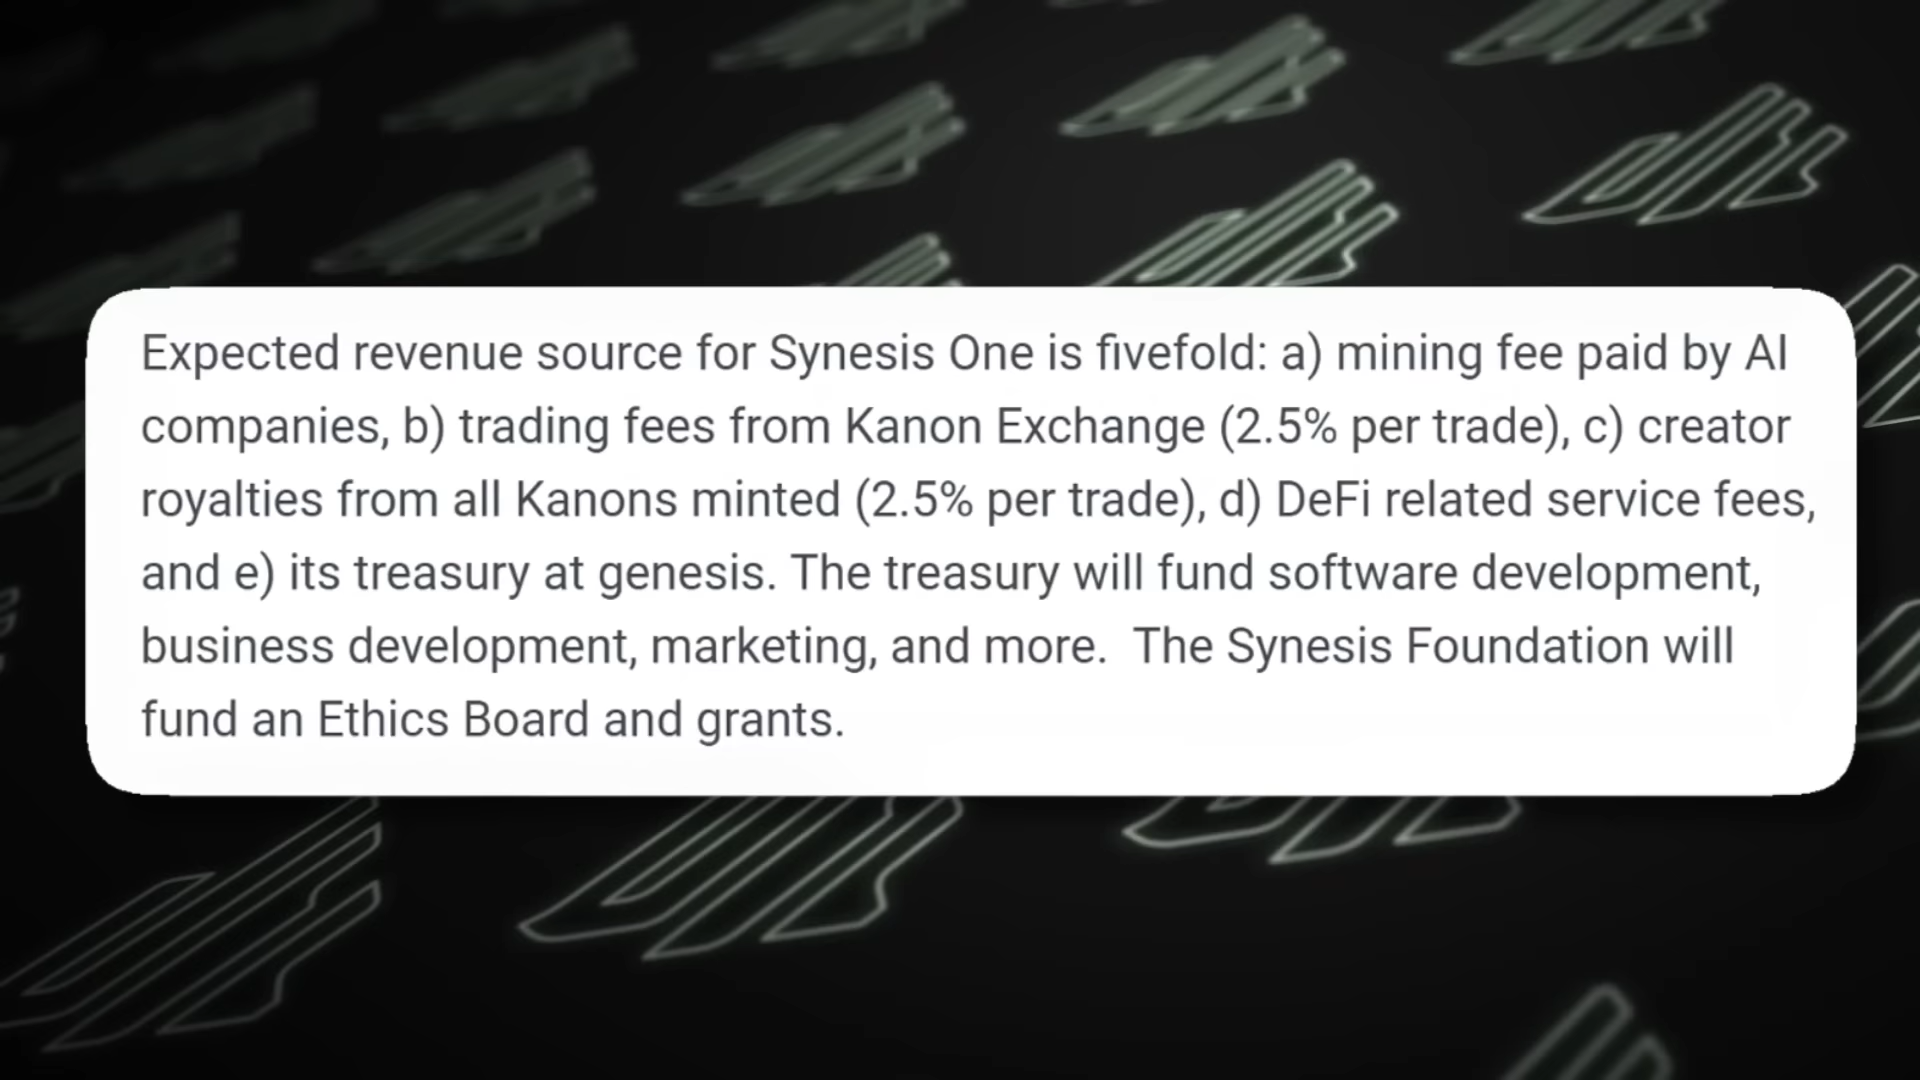 Expected revenue source for Synesis One is fivefold: a) mining fee paid by AI
companies, b) trading fees from Kanon Exchange (2.5% per trade), c) creator
royalties from all Kanons minted (2.5% per trade), d) DeFi related service fees,
and e) its treasury at genesis. The treasury will fund software development,
business development, marketing, and more.  The Synesis Foundation will
fund an Ethics Board and grants.